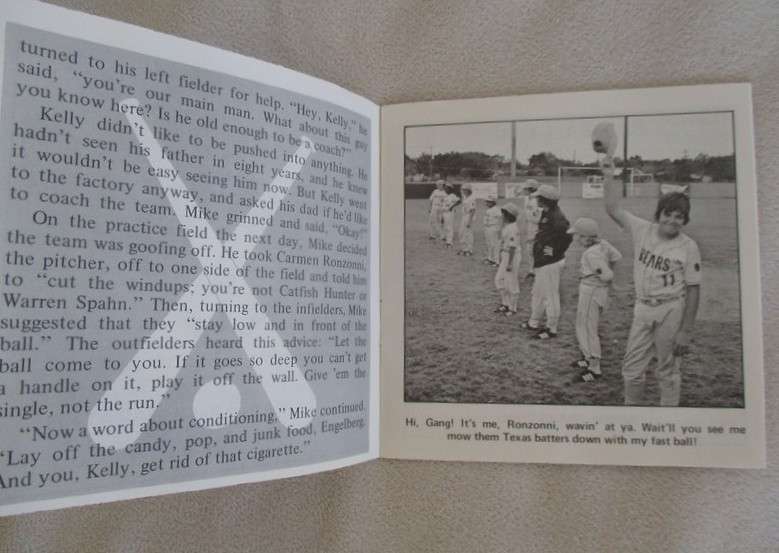 turned to his left fielder for help. "Hey, Kelly," he
said, "you're our main man. What about this guy
you know here? Is he old enough to be a coach?"
Kelly didn't like to be pushed into anything. He
hadn't seen his father in eight years, and he knew
it wouldn't be easy seeing him now. But Kelly went
to the factory anyway, and asked his dad if he'd like
to coach the team. Mike grinned and said, "Okay!"
On the practice field the next day, Mike decided
the team was goofing off. He took Carmen Ronzonni,
the pitcher, off to one side of the field and told him
to "cut the windups; you're not Catfish Hunter or
Warren Spahn." Then, turning to the infielders, Mike
suggested that they "stay low and in front of the
ball." The outfielders heard this advice: "Let the
ball come to you. If it goes so deep you can't get
a handle on it, play it off the wall. Give 'em the
single, not the run."
"Now a word about conditioning," Mike continued.
"Lay off the candy, pop, and junk food, Engelberg.
And you, Kelly, get rid of that cigarette."
BEARS
11
Hi, Gang! It's me, Ronzonni, wavin' at ya. Wait'll you see me
mow them Texas batters down with my fast ball!